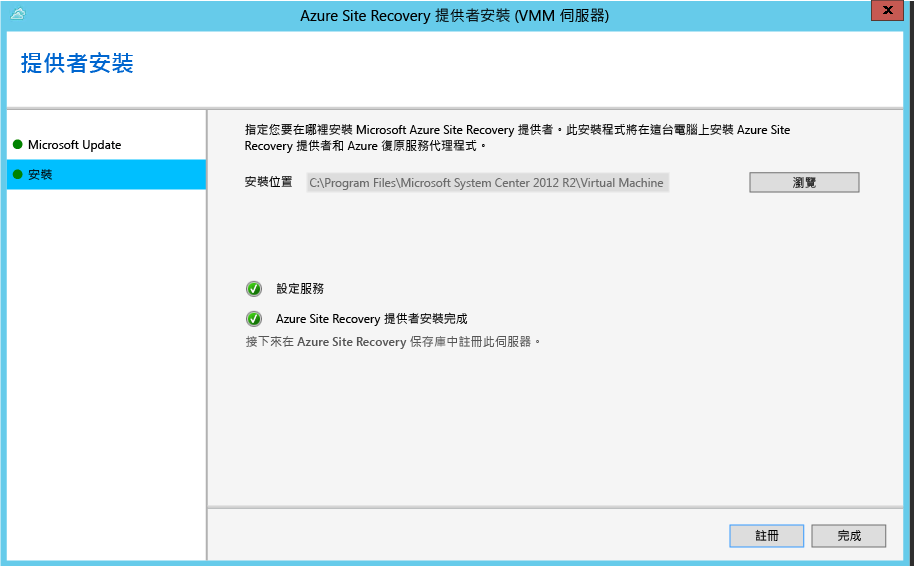 Azure Site Recovery 提供者安裝 (VMM 伺服器)
提供者安裝
Microsoft Update
安裝
指定您要在哪裡安裝 Microsoft Azure Site Recovery 提供者。此安裝程式將在這台電腦上安裝 Azure Site
Recovery 提供者和 Azure 復原服務代理程式。
安裝位置 C:\Program Files\Microsoft System Center 2012 R2\Virtual Machine 瀏覽
設定服務
Azure Site Recovery 提供者安裝完成
接下來在 Azure Site Recovery 保存庫中註冊此伺服器。
註冊 完成